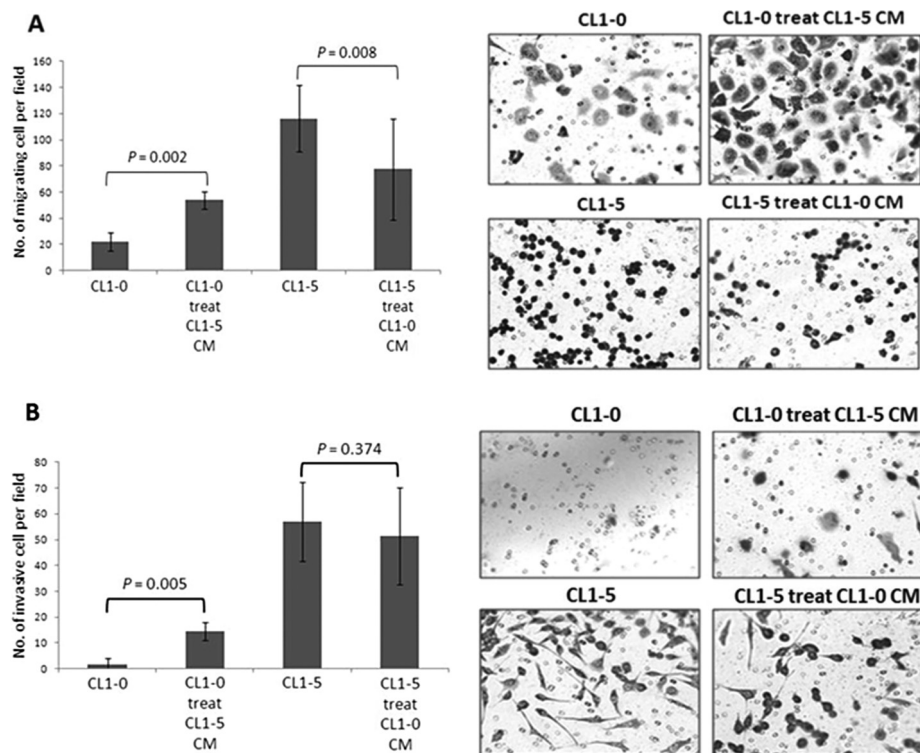 A
No. of migrating cell per field
160
140
120
100
80
60
40
20
0
P = 0.002
P = 0.008
CL1-0
CL1-0
treat
CL1-5
CM
CL1-5
CL1-5
treat
CL1-0
CM
CL1-0
CL1-0 treat CL1-5 CM
CL1-5
CL1-5 treat CL1-0 CM
B
No. of invasive cell per field
80
70
60
50
40
30
20
10
0
P = 0.005
P = 0.374
CL1-0
CL1-0
treat
CL1-5
CM
CL1-5
CL1-5
treat
CL1-0
CM
CL1-0
CL1-0 treat CL1-5 CM
CL1-5
CL1-5 treat CL1-0 CM